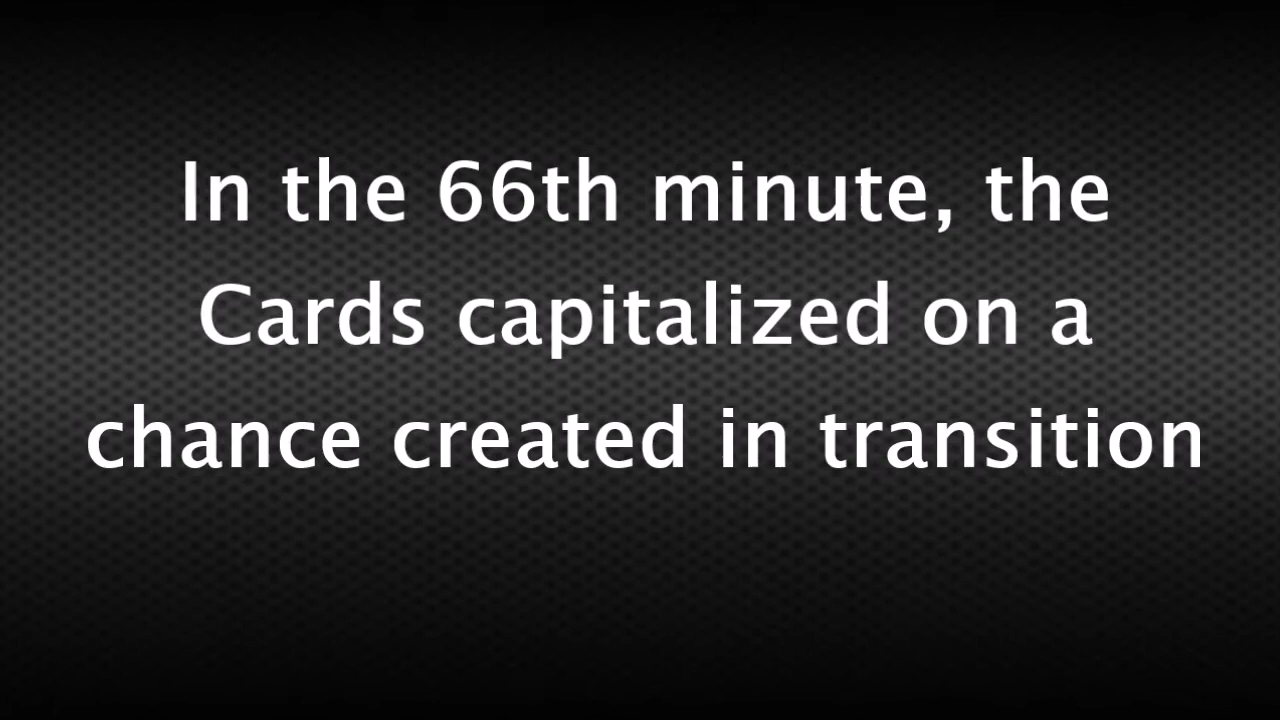 In the 66th minute, the
Cards capitalized on a
chance created in transition